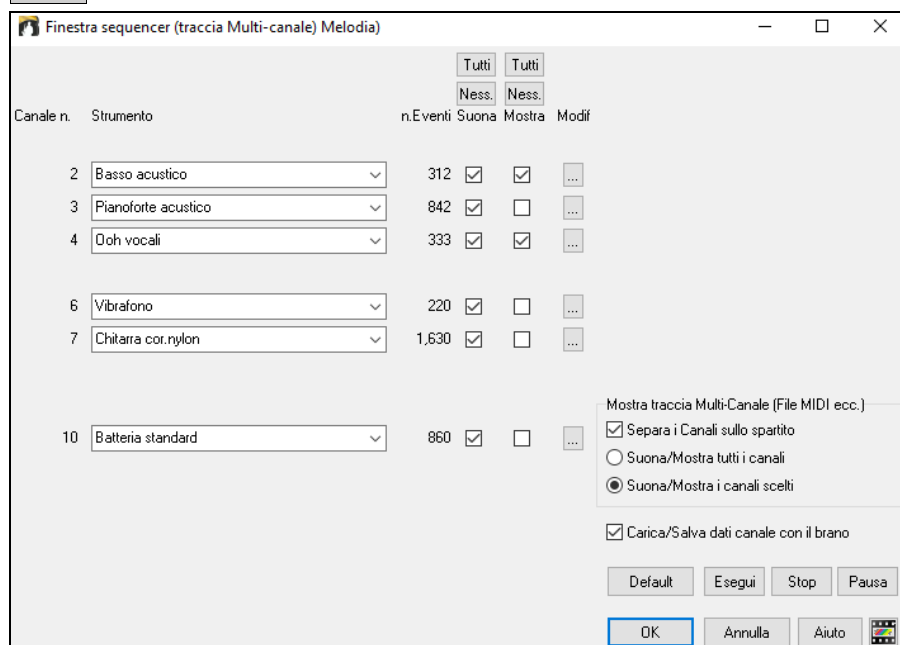 Finestra sequencer (traccia Multi-canale) Melodia)
Tutti Tutti
Ness. Ness.
Canale n. Strumento n.Eventi Suona Mostra Modif
2 Basso acustico 312 ...
3 Pianoforte acustico 842 ...
4 Ooh vocali 333 ...
6 Vibrafono 220 ...
7 Chitarra cor.nylon 1,630 ...
10 Batteria standard 860 ...
Mostra traccia Multi-Canale (File MIDI ecc.)
Separa i Canali sullo spartito
Suona/Mostra tutti i canali
Suona/Mostra i canali scelti
Carica/Salva dati canale con il brano
Default Esegui Stop Pausa
OK Annulla Aiuto